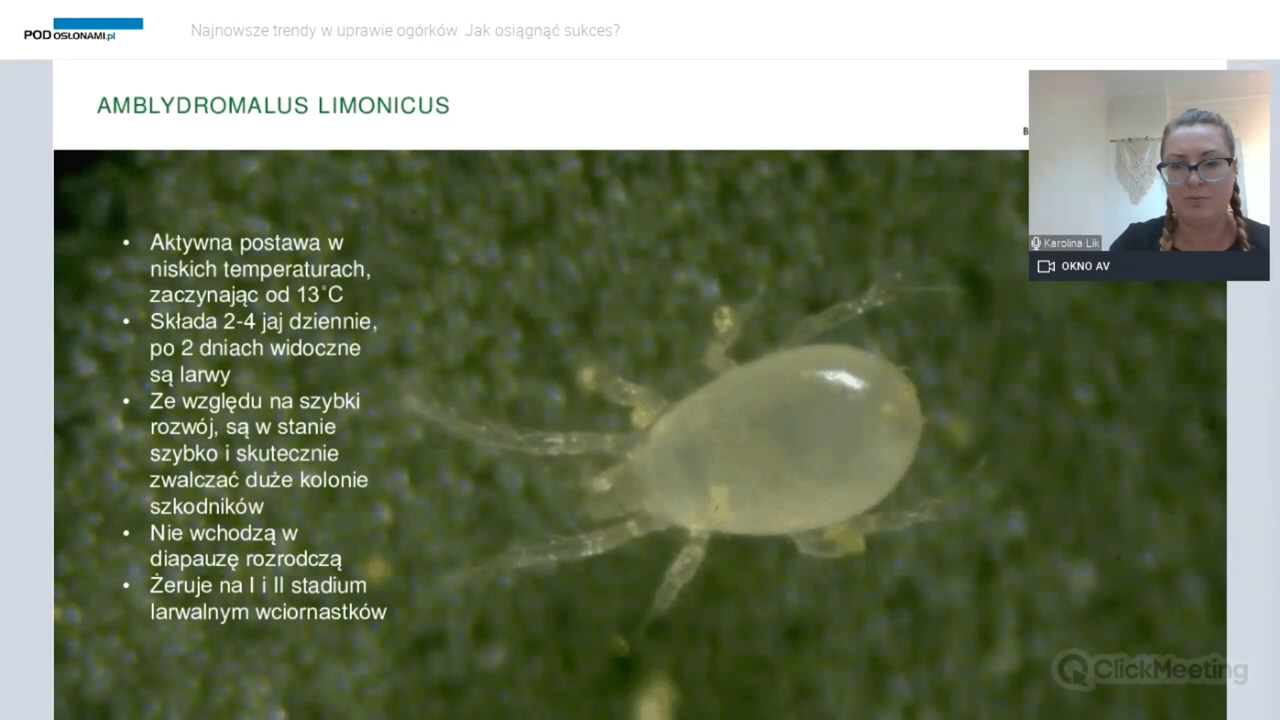 POD OSŁONAMI.pl
Najnowsze trendy w uprawie ogórków. Jak osiągnąć sukces?
AMBLYDROMALUS LIMONICUS
B
Karolina Lik
OKNO AV
• Aktywna postawa w
niskich temperaturach,
zaczynając od 13˚C
• Składa 2-4 jaj dziennie,
po 2 dniach widoczne
są larwy
• Ze względu na szybki
rozwój, są w stanie
szybko i skutecznie
zwalczać duże kolonie
szkodników
• Nie wchodzą w
diapauzę rozrodczą
• Żeruje na I i II stadium
larwalnym wciornastków
ClickMeeting